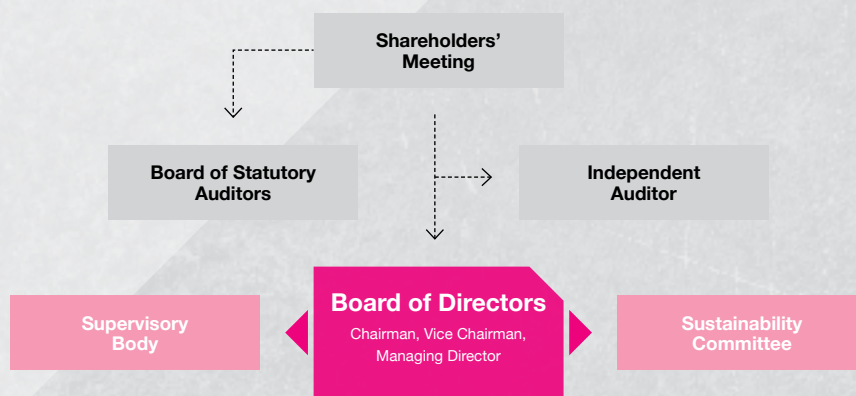 Shareholders’
Meeting
Board of Statutory
Auditors
Independent
Auditor
Board of Directors
Chairman, Vice Chairman,
Managing Director
Supervisory
Body
Sustainability
Committee